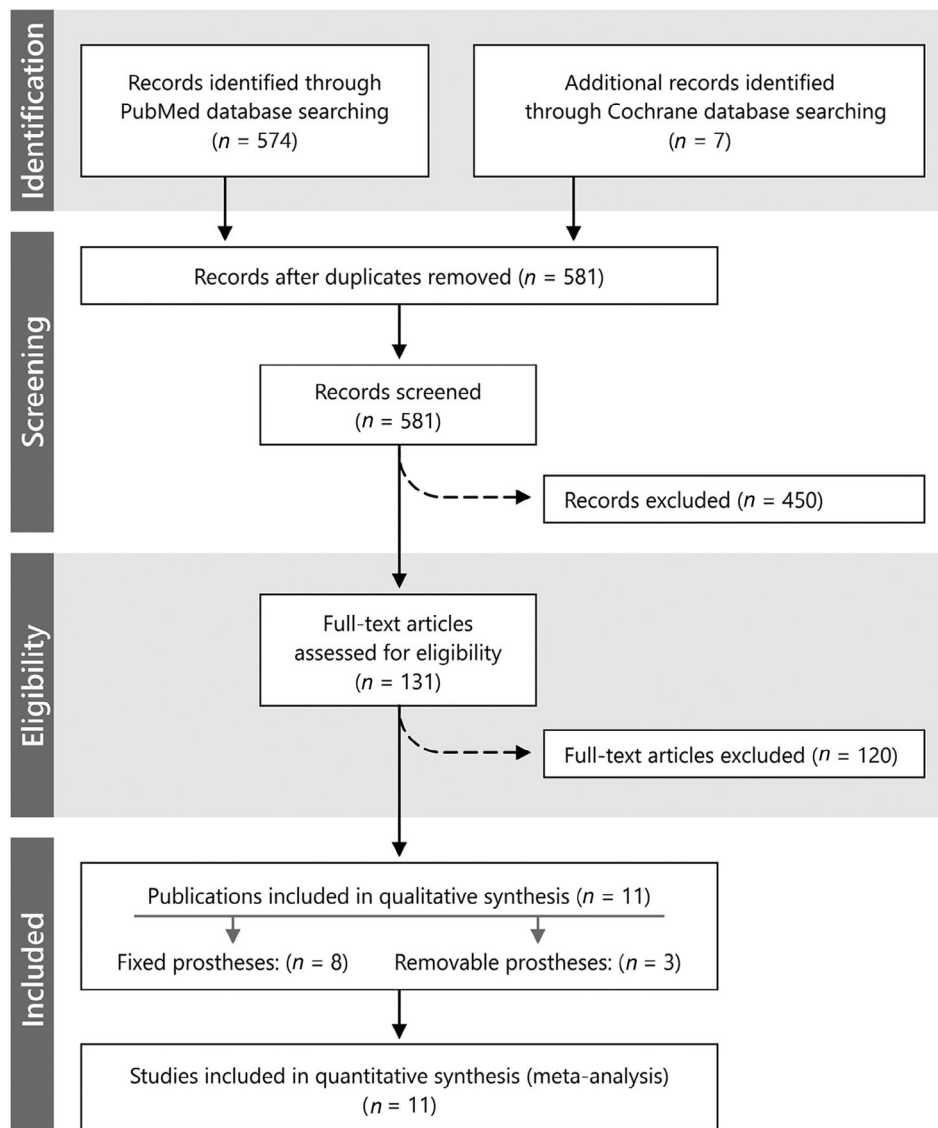 Identification
Records identified through
PubMed database searching
(n = 574)
Additional records identified
through Cochrane database searching
(n = 7)
Screening
Records after duplicates removed (n = 581)
Records screened
(n = 581)
Records excluded (n = 450)
Eligibility
Full-text articles
assessed for eligibility
(n = 131)
Full-text articles excluded (n = 120)
Included
Publications included in qualitative synthesis (n = 11)
Fixed prostheses: (n = 8)
Removable prostheses: (n = 3)
Studies included in quantitative synthesis (meta-analysis)
(n = 11)